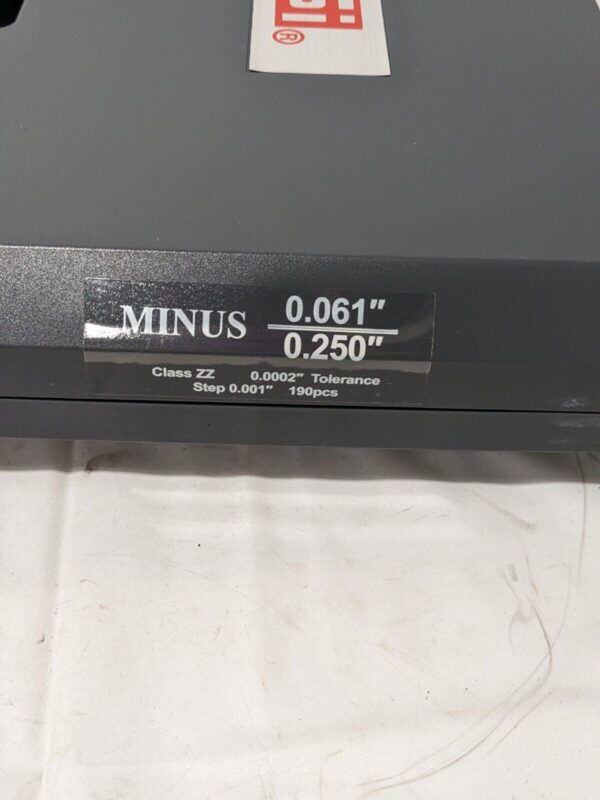 ®
MINUS 0.061"
0.250"
Class ZZ 0.0002" Tolerance
Step 0.001" 190pcs